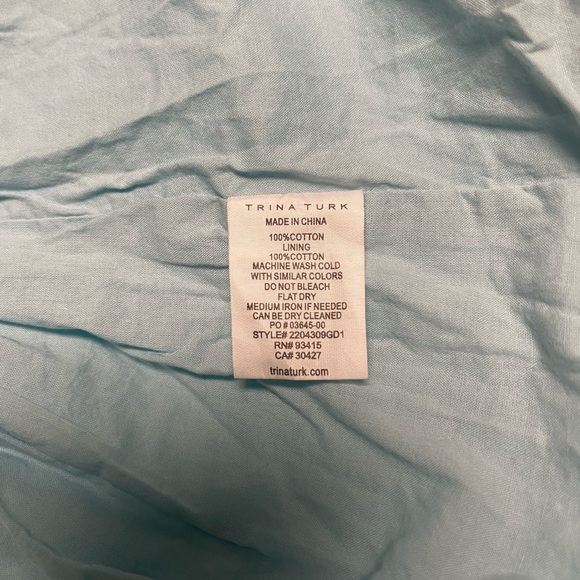 TRINA TURK
MADE IN CHINA
100%COTTON
LINING
100%COTTON
MACHINE WASH COLD
WITH SIMILAR COLORS
DO NOT BLEACH
FLAT DRY
MEDIUM IRON IF NEEDED
CAN BE DRY CLEANED
PO # 03645-00
STYLE# 2204309GD1
RN# 93415
CA# 30427
trinaturk.com